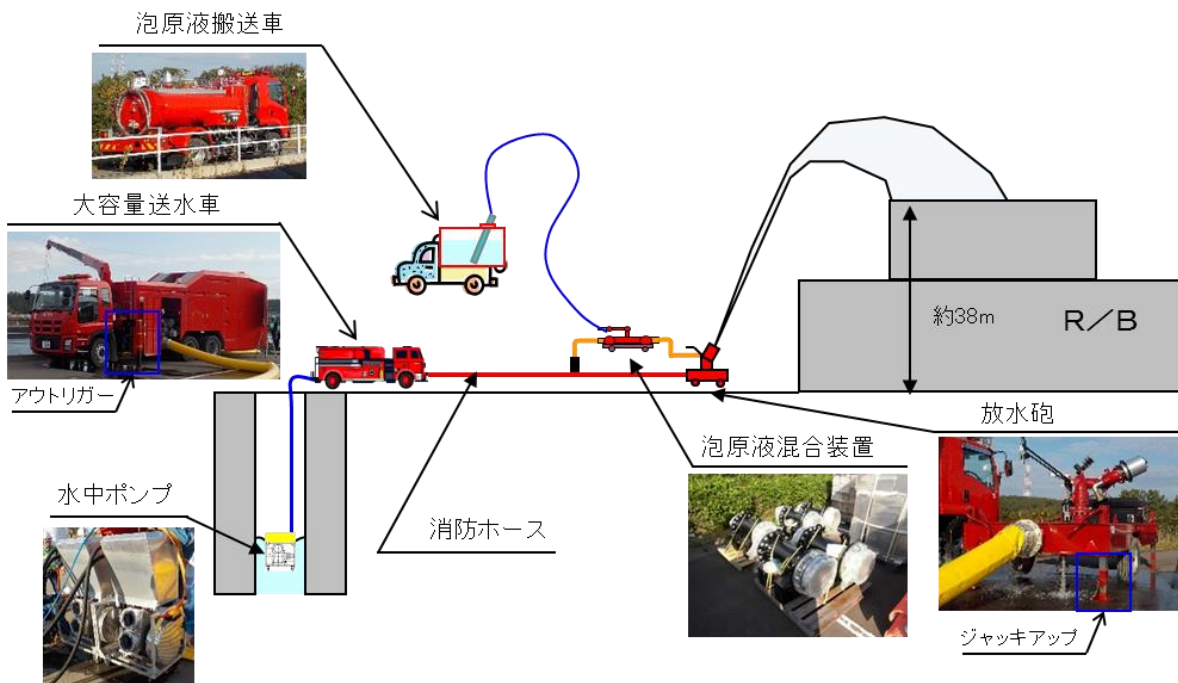 泡原液搬送車
大容量送水車
アウトリガー
水中ポンプ
消防ホース
泡原液混合装置
約38m
R/B
放水砲
ジャッキアップ